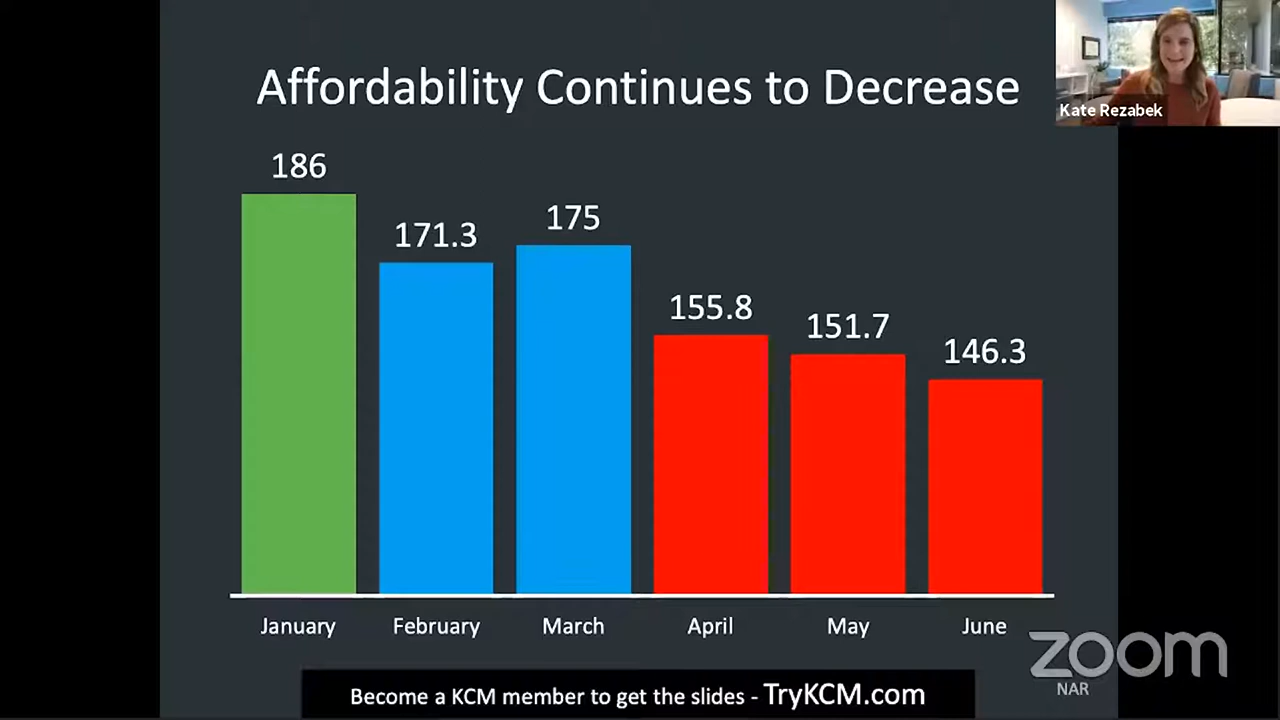 Affordability Continues to Decrease
Kate Rezabek
186
171.3
175
155.8
151.7
146.3
January
February
March
April
May
June
zoom
NAR
Become a KCM member to get the slides - TryKCM.com